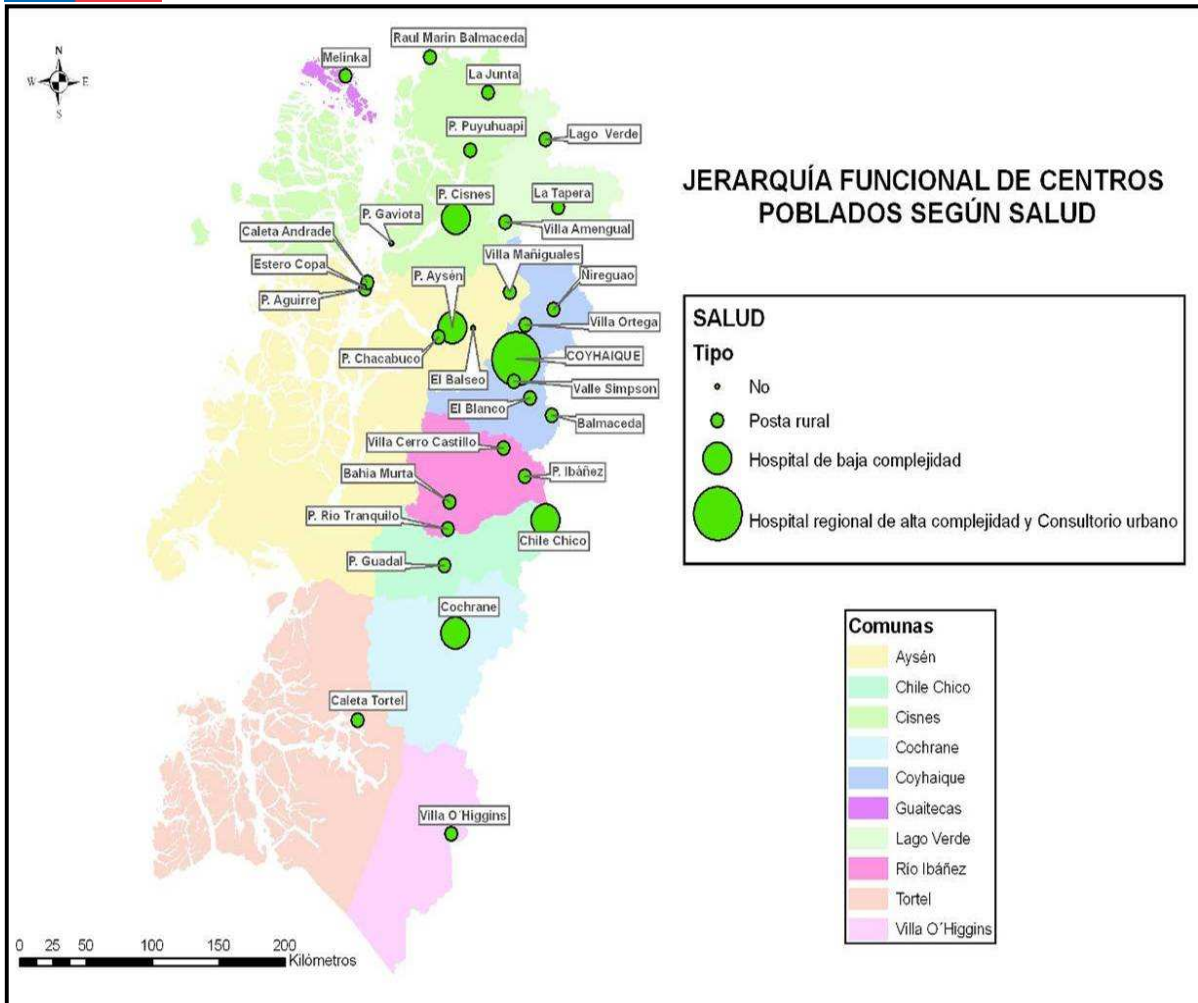 N
W E
S
Melinka
Raul Marin Balmaceda
La Junta
P. Puyuhuapi
Lago Verde
P. Cisnes
La Tapera
P. Gaviota
Villa Amengual
Caleta Andrade
Estero Copa
P. Aguirre
P. Aysén
Villa Mañiguales
Ñireguao
Villa Ortega
P. Chacabuco
COYHAIQUE
El Balseo
Valle Simpson
El Blanco
Balmaceda
Villa Cerro Castillo
Bahia Murta
P. Ibáñez
P. Rio Tranquilo
Chile Chico
P. Guadal
Cochrane
Caleta Tortel
Villa O´Higgins
0 25 50 100 150 200
Kilómetros
JERARQUÍA FUNCIONAL DE CENTROS
POBLADOS SEGÚN SALUD
SALUD
Tipo
No
Posta rural
Hospital de baja complejidad
Hospital regional de alta complejidad y Consultorio urbano
Comunas
Aysén
Chile Chico
Cisnes
Cochrane
Coyhaique
Guaitecas
Lago Verde
Río Ibáñez
Tortel
Villa O´Higgins